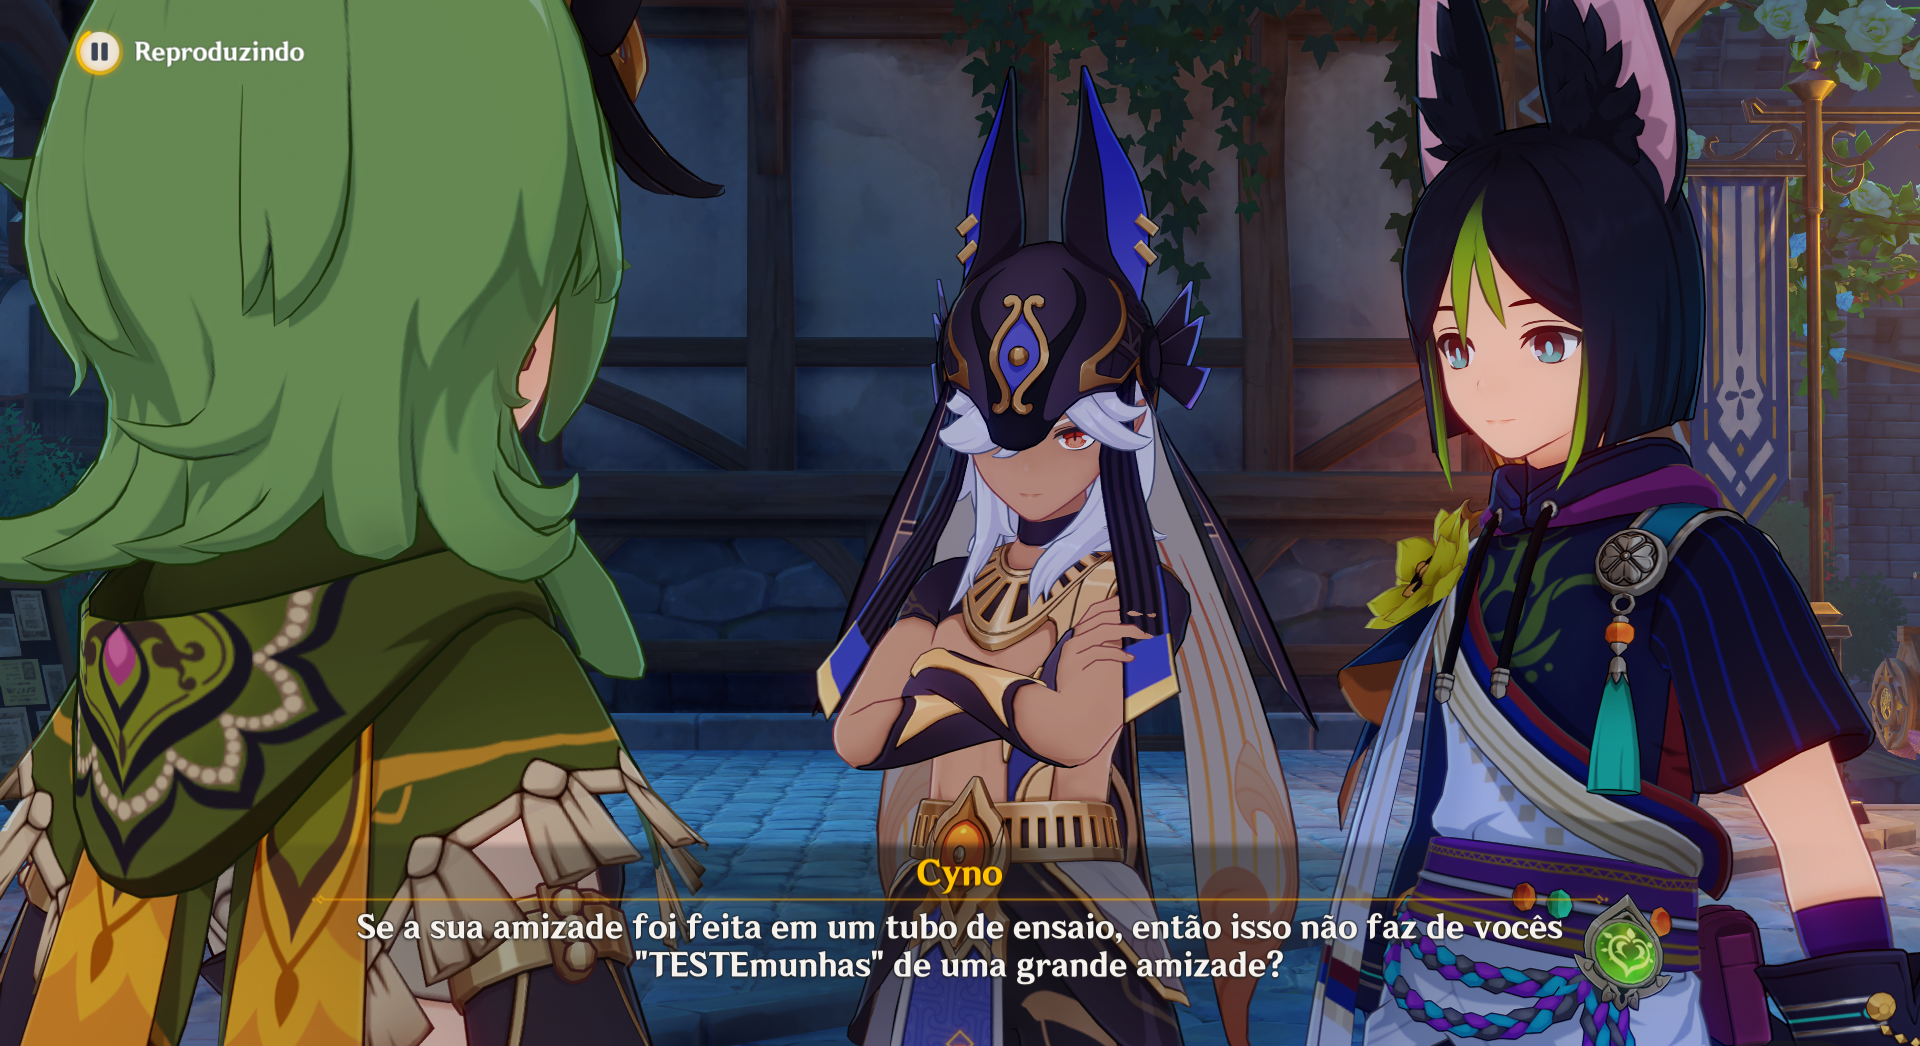 Reproduzindo
Cyno
Se a sua amizade foi feita em um tubo de ensaio, então isso não faz de vocês
"TESTEmunhas" de uma grande amizade?